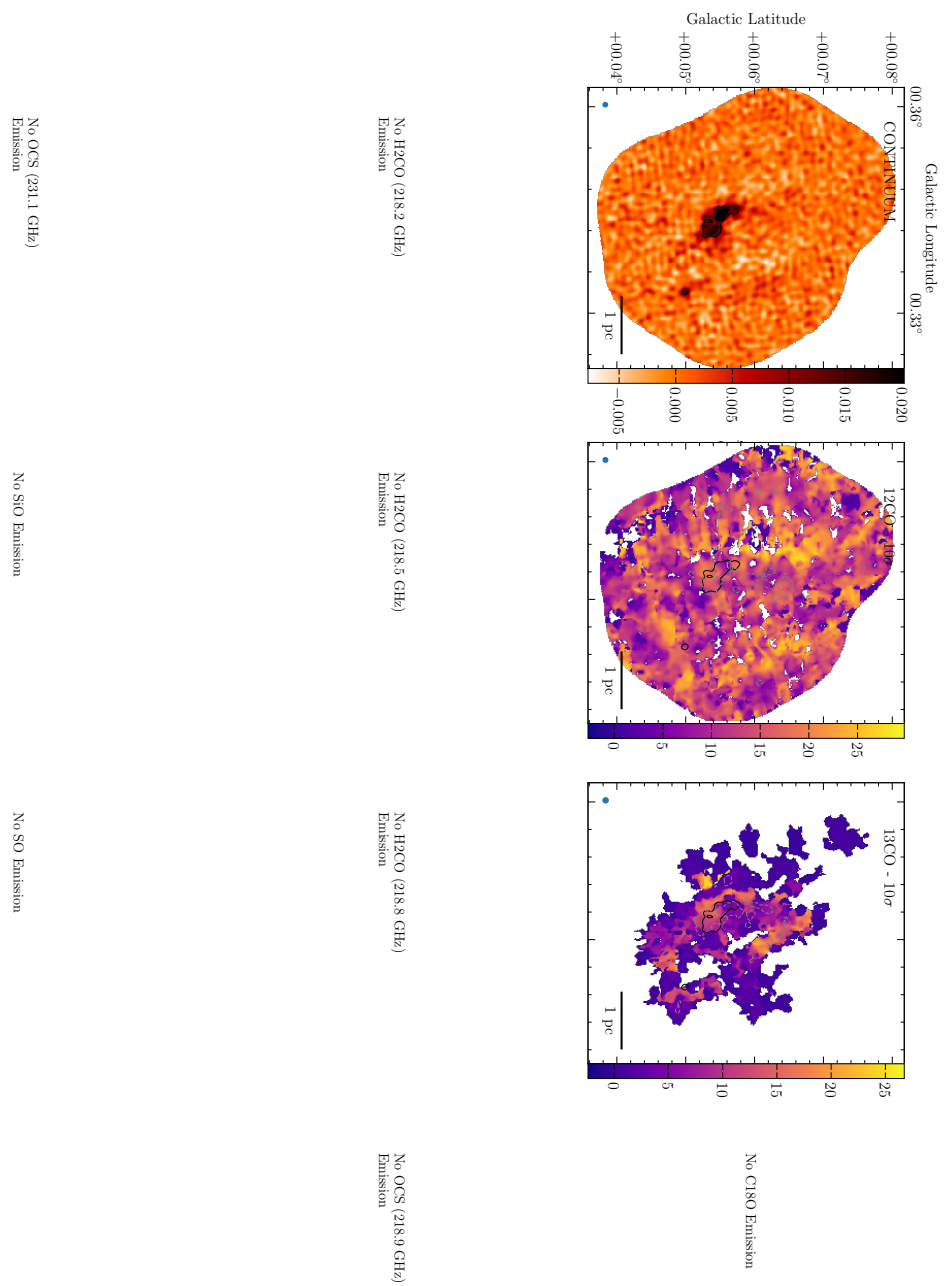 Galactic Longitude
00.36°
00.33°
Galactic Latitude
+00.08°
+00.07°
+00.06°
+00.05°
+00.04°
CONTINUUM
1 pc
0.020
0.015
0.010
0.005
0.000
−0.005
12CO - 10σ
1 pc
25
20
15
10
5
0
13CO - 10σ
1 pc
25
20
15
10
5
0
No C18O Emission
No H2CO (218.2 GHz)
Emission
No H2CO (218.5 GHz)
Emission
No H2CO (218.8 GHz)
Emission
No OCS (218.9 GHz)
Emission
No OCS (231.1 GHz)
Emission
No SiO Emission
No SO Emission